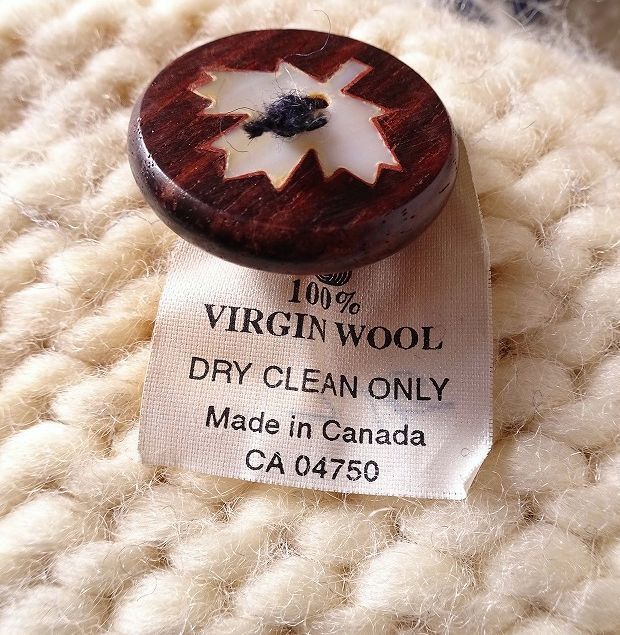 100%
VIRGIN WOOL
DRY CLEAN ONLY
Made in Canada
CA 04750